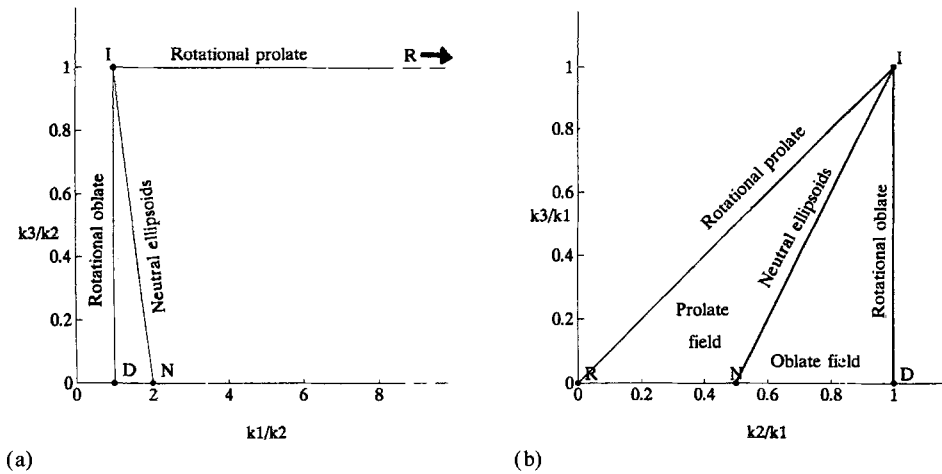 I
Rotational prolate
R
1
0.8
0.6
k3/k2
0.4
0.2
0
Rotational oblate
Neutral ellipsoids
D
N
0
2
4
6
8
k1/k2
(a)
I
1
0.8
0.6
k3/k1
0.4
0.2
0
Rotational prolate
Neutral ellipsoids
Rotational oblate
Prolate
field
Oblate field
R
N
D
0
0.2
0.4
0.6
0.8
1
k2/k1
(b)